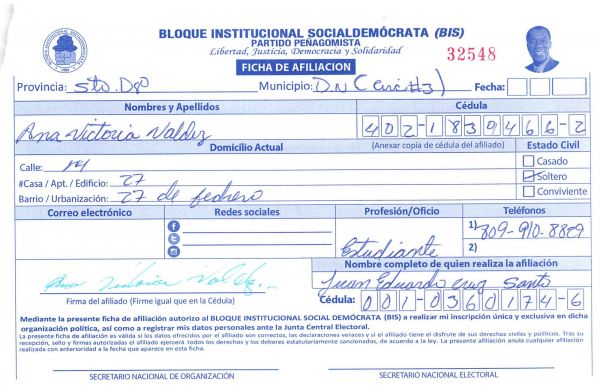 BLOQUE INSTITUCIONAL SOCIALDEMÓCRATA (BIS)
PARTIDO PEÑAGOMISTA
Libertad, Justicia, Democracia y Solidaridad
32548
FICHA DE AFILIACION
Provincia: Sto. Dgo Municipio: D.N (Circ #3) Fecha:
Nombres y Apellidos Cédula
Ana Victoria Valdez 402-1839466-2
Domicilio Actual (Anexar copia de cédula del afiliado) Estado Civil
Calle: 14 Casado
#Casa / Apt. / Edificio: 27 Soltero
Barrio / Urbanización: 27 de febrero Conviviente
Correo electrónico Redes sociales Profesión/Oficio Teléfonos
1) 809-910-8829
Estudiante 2)
Nombre completo de quien realiza la afiliación
Ana Victoria Valdez Juan Eduardo Cruz Santo
Firma del afiliado (Firme igual que en la Cédula) Cédula: 001-0360174-6
Mediante la presente ficha de afiliación autorizo al BLOQUE INSTITUCIONAL SOCIAL DEMÓCRATA (BIS) a realizar mi inscripción única y exclusiva en dicha
organización política, así como a registrar mis datos personales ante la Junta Central Electoral.
La presente ficha de afiliación es válida si los datos ofrecidos por el afiliado son correctos, las declaraciones veraces y si el afiliado tiene el disfrute de sus derechos civiles y políticos. Tras su
recepción, sello y firmas autorizadas el afiliado ejercerá todos los derechos y los deberes estatutariamente sancionados, de acuerdo a la ley. La presente afiliación anula cualquier afiliación
realizada con anterioridad a la fecha que aparece en esta ficha.
SECRETARIO NACIONAL DE ORGANIZACIÓN SECRETARIO NACIONAL ELECTORAL